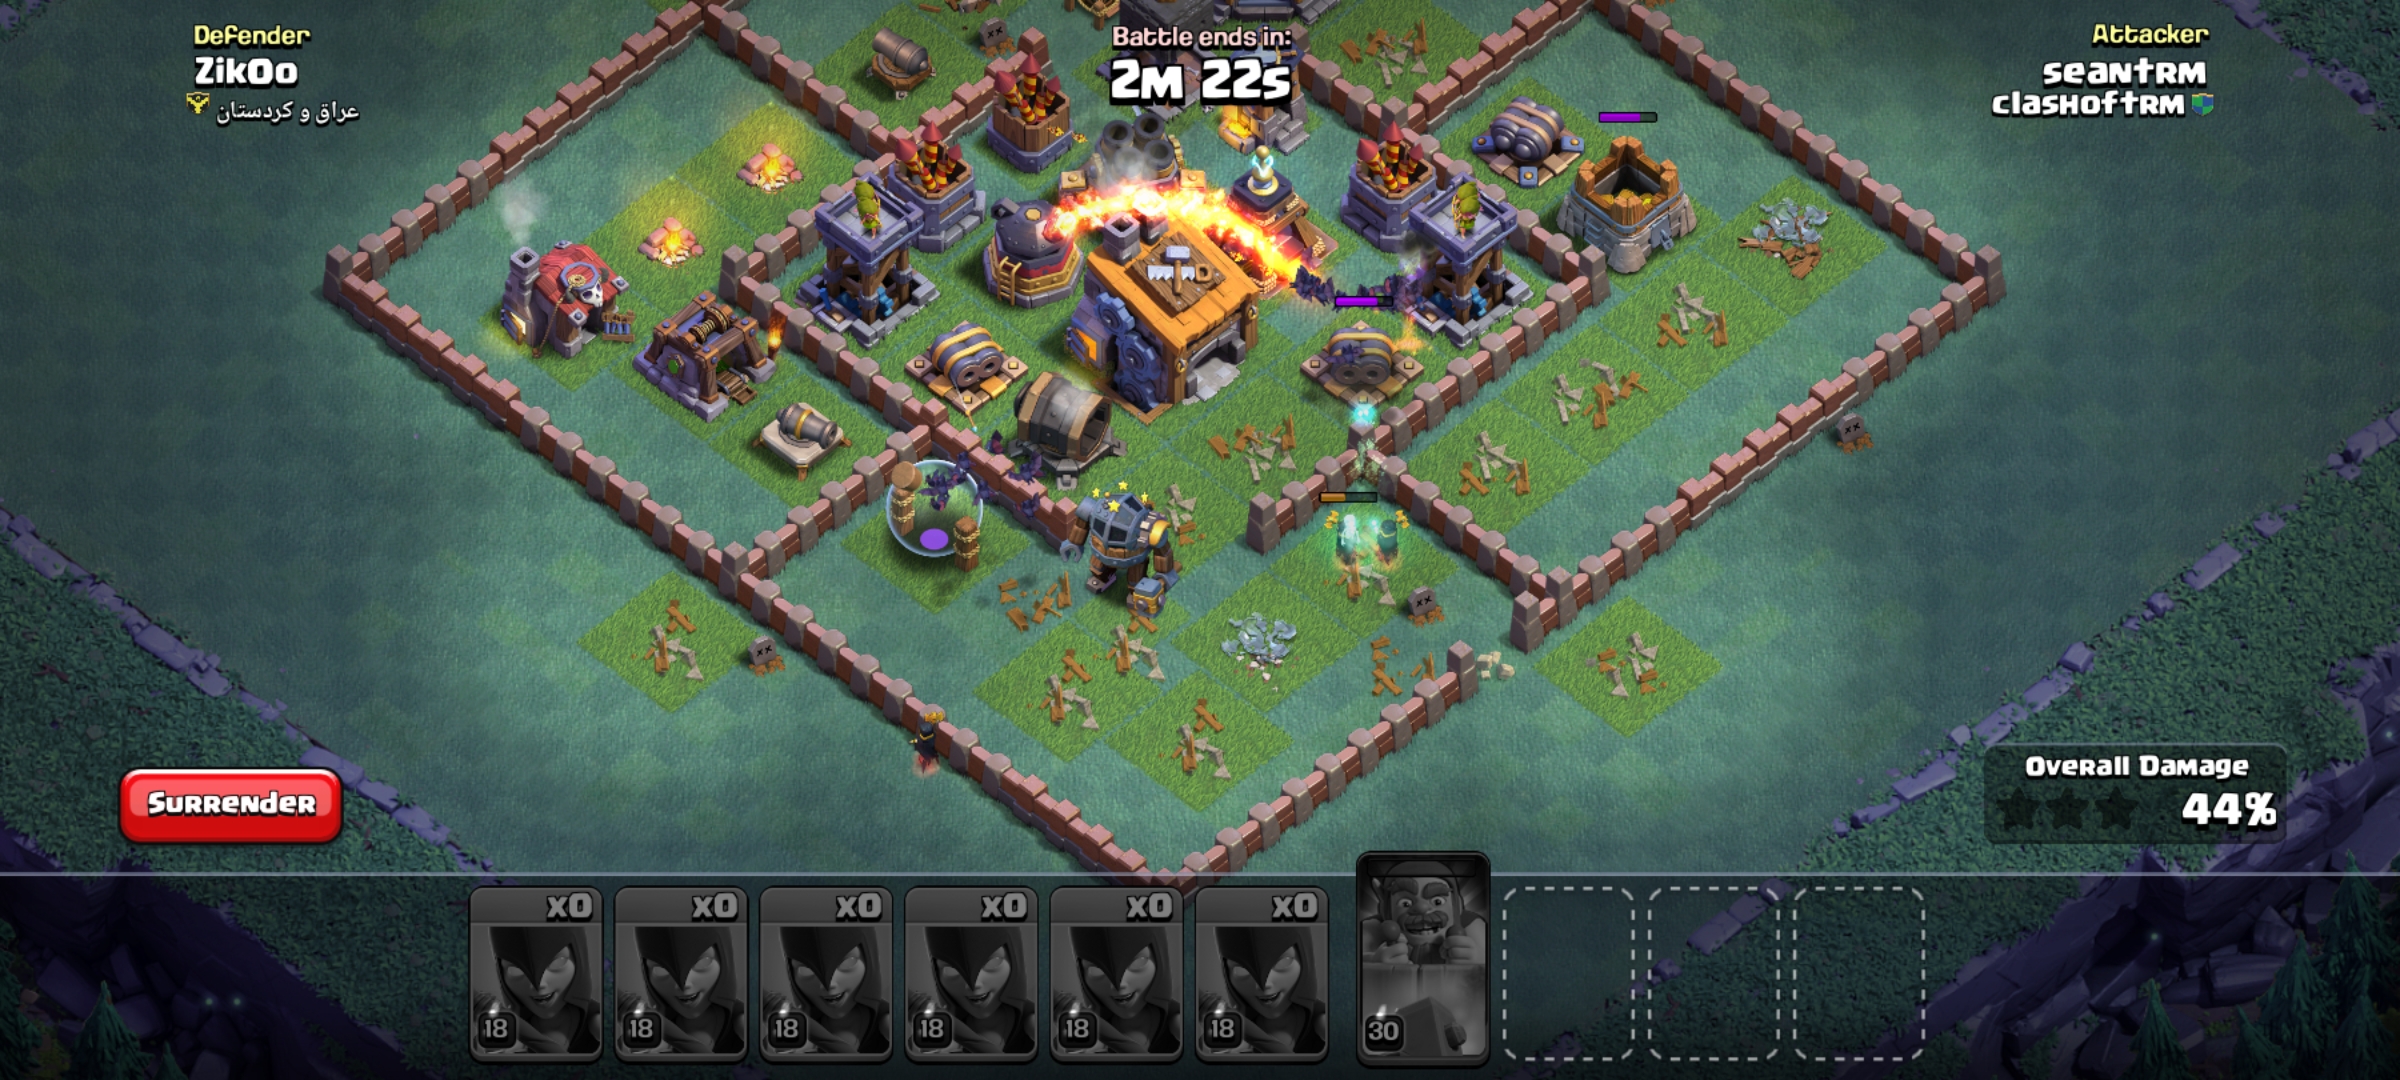 Defender
ZikOo
عراق و كردستان
Battle ends in:
2M 22s
Attacker
seantRM
clashoftRM
Surrender
Overall Damage
44%
x0 x0 x0 x0 x0 x0
18 18 18 18 18 18 30